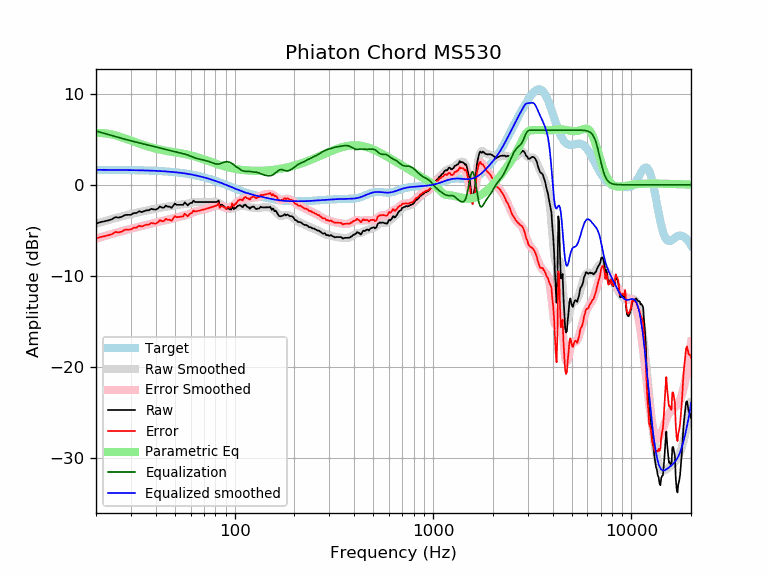 Phiaton Chord MS530
Amplitude (dBr)
10
0
−10
−20
−30
Target
Raw Smoothed
Error Smoothed
Raw
Error
Parametric Eq
Equalization
Equalized smoothed
100
1000
10000
Frequency (Hz)